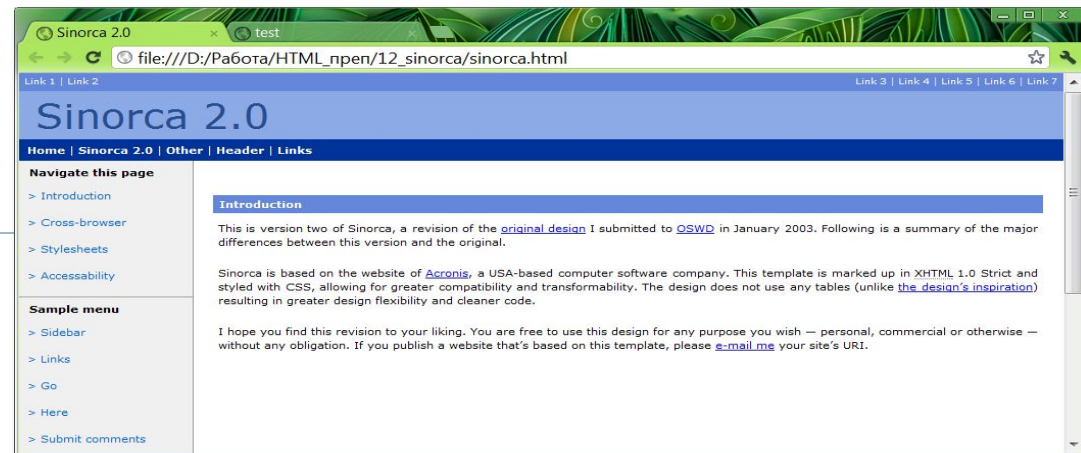 Sinorca 2.0
test
file:///D:/Работа/HTML_преп/12_sinorca/sinorca.html
Link 1 | Link 2
Link 3 | Link 4 | Link 5 | Link 6 | Link 7
Sinorca 2.0
Home | Sinorca 2.0 | Other | Header | Links
Navigate this page
> Introduction
> Cross-browser
> Stylesheets
> Accessability
Sample menu
> Sidebar
> Links
> Go
> Here
> Submit comments
Introduction
This is version two of Sinorca, a revision of the original design I submitted to OSWD in January 2003. Following is a summary of the major
differences between this version and the original.
Sinorca is based on the website of Acronis, a USA-based computer software company. This template is marked up in XHTML 1.0 Strict and
styled with CSS, allowing for greater compatibility and transformability. The design does not use any tables (unlike the design's inspiration)
resulting in greater design flexibility and cleaner code.
I hope you find this revision to your liking. You are free to use this design for any purpose you wish — personal, commercial or otherwise —
without any obligation. If you publish a website that's based on this template, please e-mail me your site's URI.